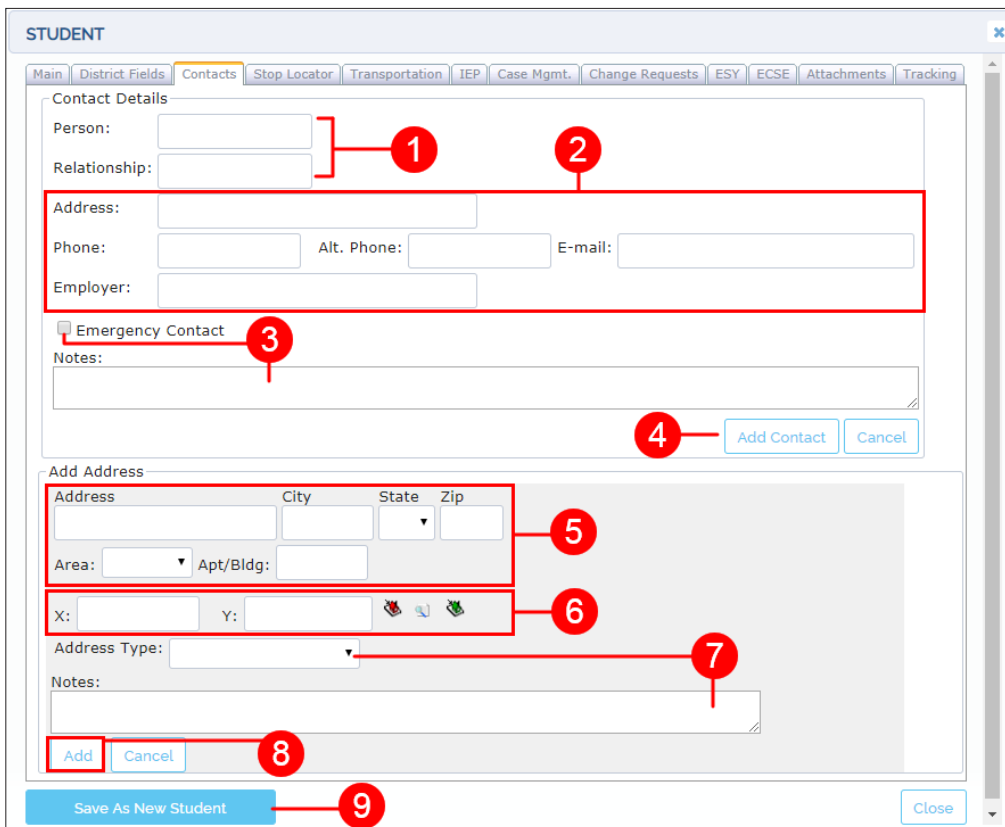 STUDENT
Main District Fields Contacts Stop Locator Transportation IEP Case Mgmt. Change Requests ESY ECSE Attachments Tracking
Contact Details
Person:
1
Relationship:
2
Address:
Phone: Alt. Phone: E-mail:
Employer:
Emergency Contact
3
Notes:
4 Add Contact Cancel
Add Address
Address City State Zip
5
Area: Apt/Bldg:
X: Y: 6
Address Type: 7
Notes:
Add Cancel 8
Save As New Student 9 Close